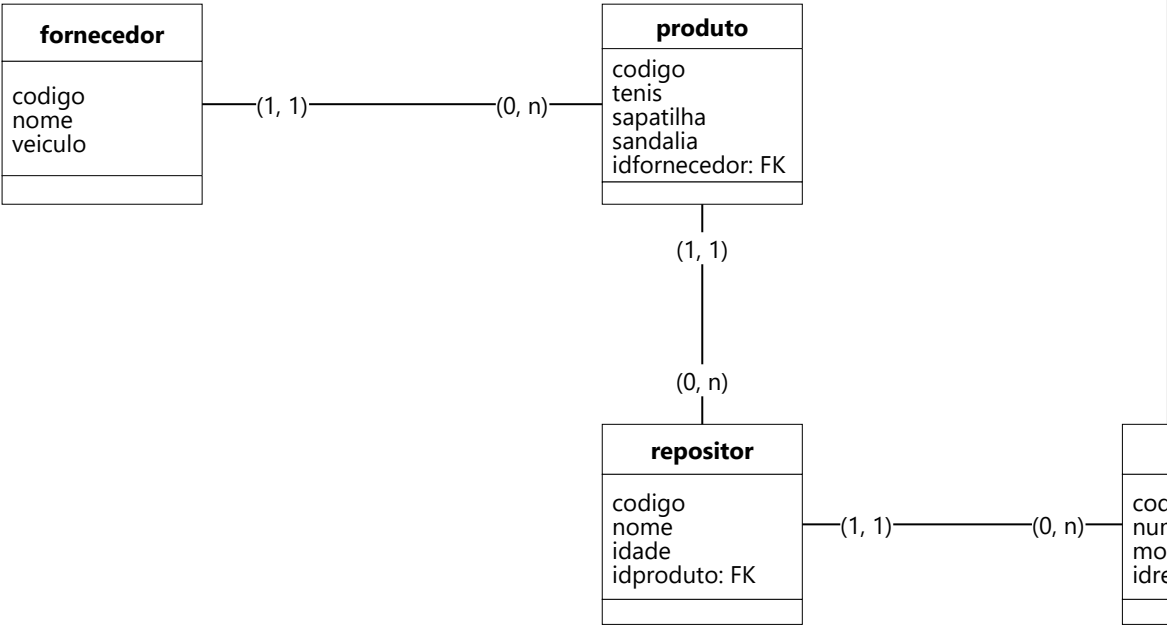 fornecedor
codigo
nome
veiculo
(1, 1)
(0, n)
produto
codigo
tenis
sapatilha
sandalia
idfornecedor: FK
(1, 1)
(0, n)
repositor
codigo
nome
idade
idproduto: FK
(1, 1)
(0, n)